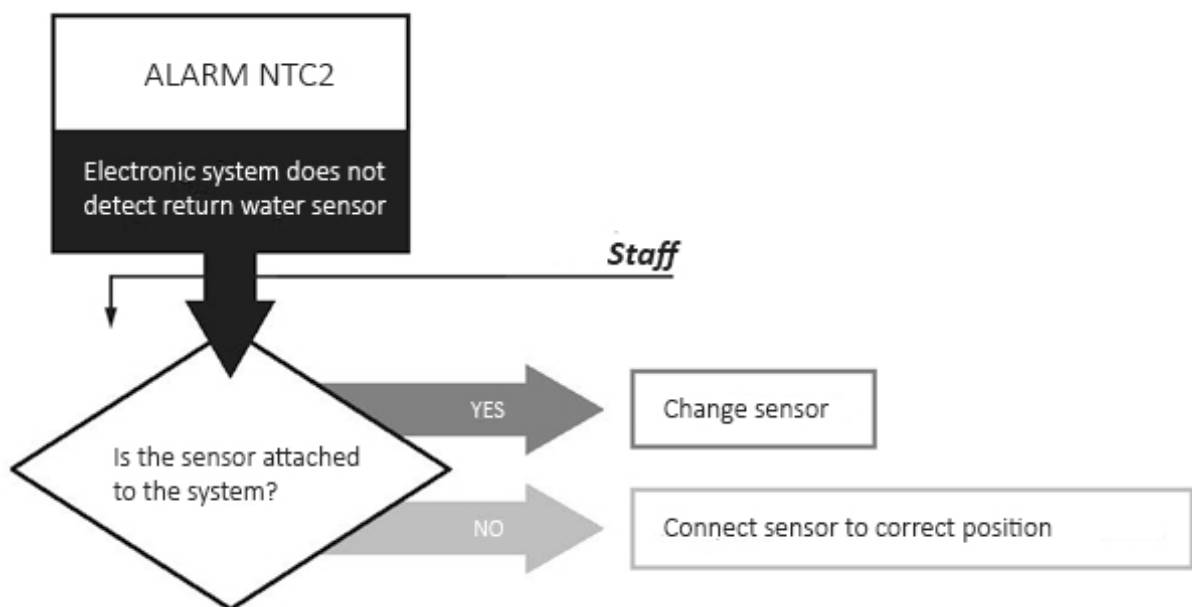 ALARM NTC2
Electronic system does not
detect return water sensor
Staff
Is the sensor attached
to the system?
YES
Change sensor
NO
Connect sensor to correct position